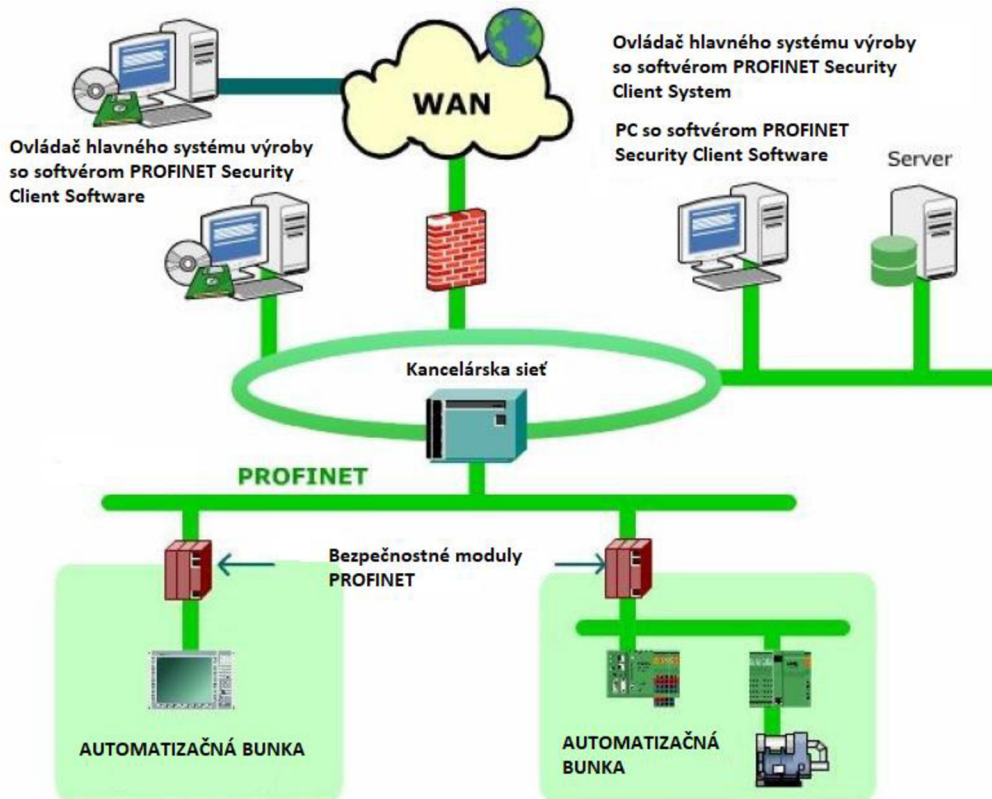 WAN
Ovládač hlavného systému výroby
so softvérom PROFINET Security
Client System
PC so softvérom PROFINET
Security Client Software
Server
Ovládač hlavného systému výroby
so softvérom PROFINET Security
Client Software
Kancelárska sieť
PROFINET
Bezpečnostné moduly
PROFINET
AUTOMATIZAČNÁ BUNKA
AUTOMATIZAČNÁ
BUNKA